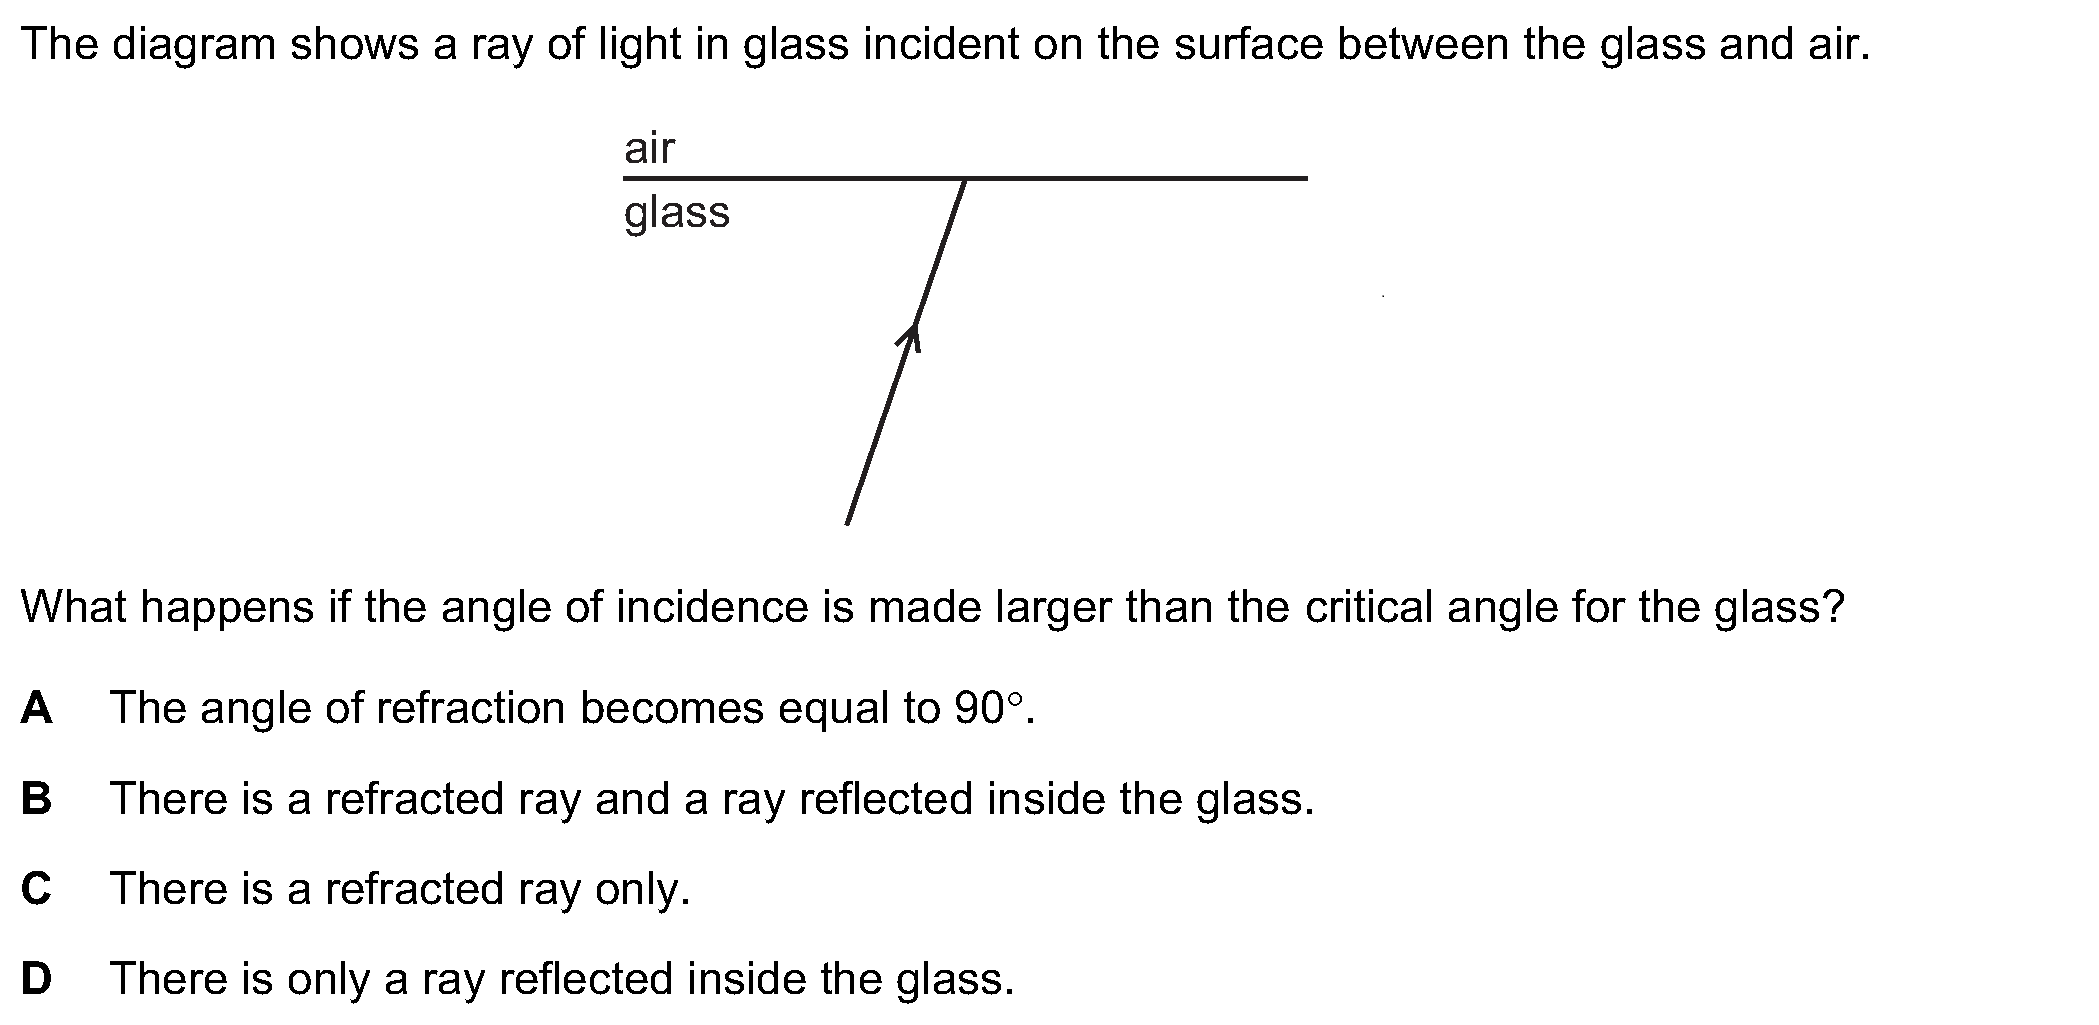 The diagram shows a ray of light in glass incident on the surface between the glass and air.
air
glass
What happens if the angle of incidence is made larger than the critical angle for the glass?
A The angle of refraction becomes equal to 90°.
B There is a refracted ray and a ray reflected inside the glass.
C There is a refracted ray only.
D There is only a ray reflected inside the glass.